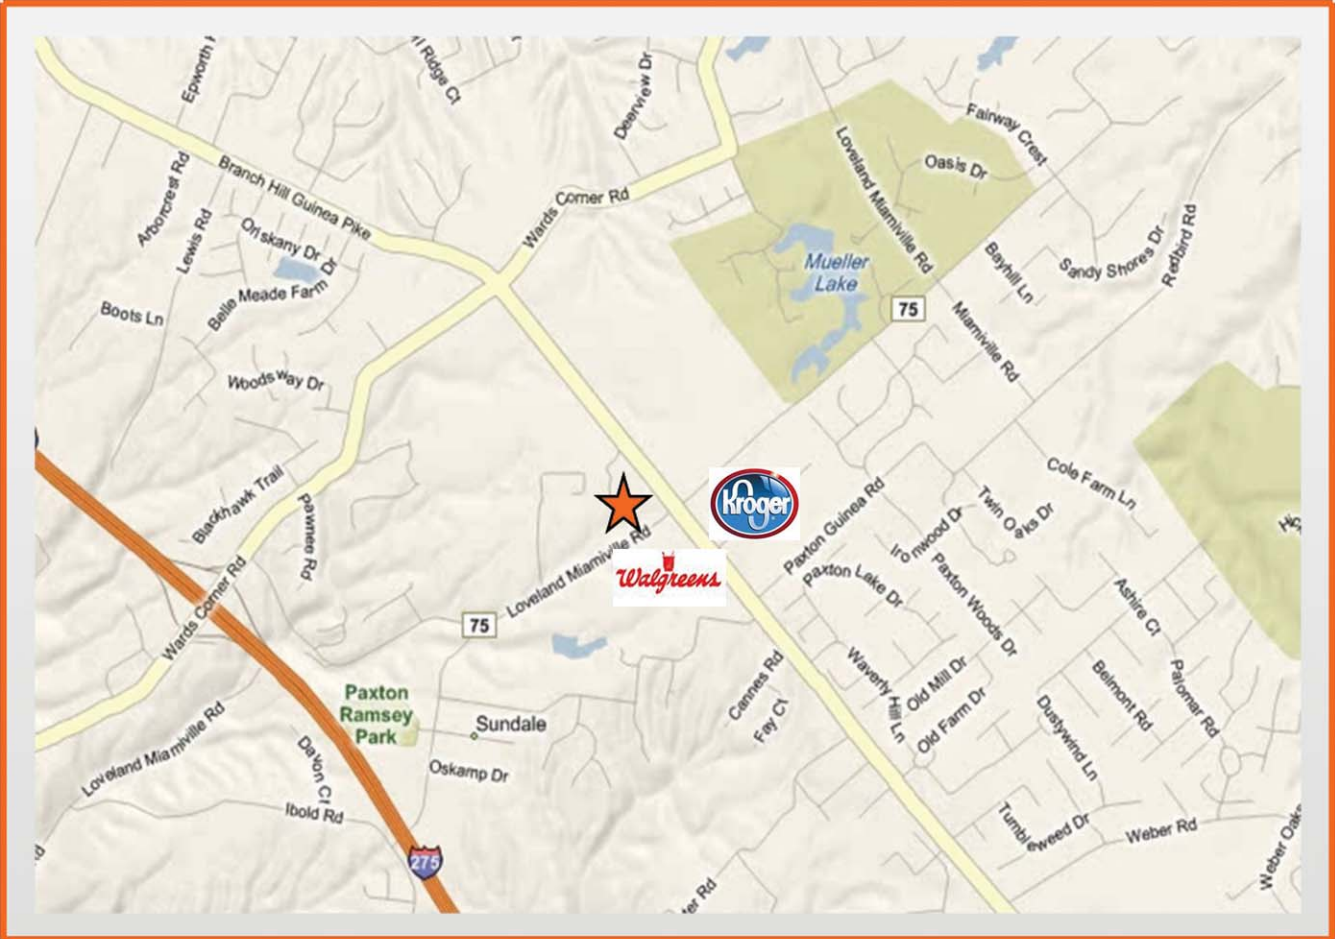 Epworth
Ridge Ct
Deerview Dr
Fairway Crest
Loveland Miamiville Rd
Oasis Dr
Branch Hill Guinea Pike
Arborcrest Rd
Wards Corner Rd
Lewis Rd
Oriskany Dr
Belle Meade Farm Dr
Mueller
Lake
75
Bayhill Ln
Sandy Shores Dr
Redbird Rd
Boots Ln
Miamiville Rd
Woodsway Dr
Blackhawk Trail
Pawnee Rd
Kroger
Cole Farm Ln
Twin Oaks Dr
Paxton Guinea Rd
Ironwood Dr
Loveland Miamiville Rd
Walgreens
Paxton Lake Dr
Paxton Woods Dr
Ashire Ct
Wards Corner Rd
75
Waverly Hill Ln
Old Mill Dr
Old Farm Dr
Belmont Rd
Palomar Rd
Cannes Rd
Fay Ct
Paxton
Ramsey
Park
Sundale
Loveland Miamiville Rd
Davon Ct
Oskamp Dr
Ibold Rd
Dustywind Ln
Tumbleweed Dr
Weber Rd
Weber Oaks
275